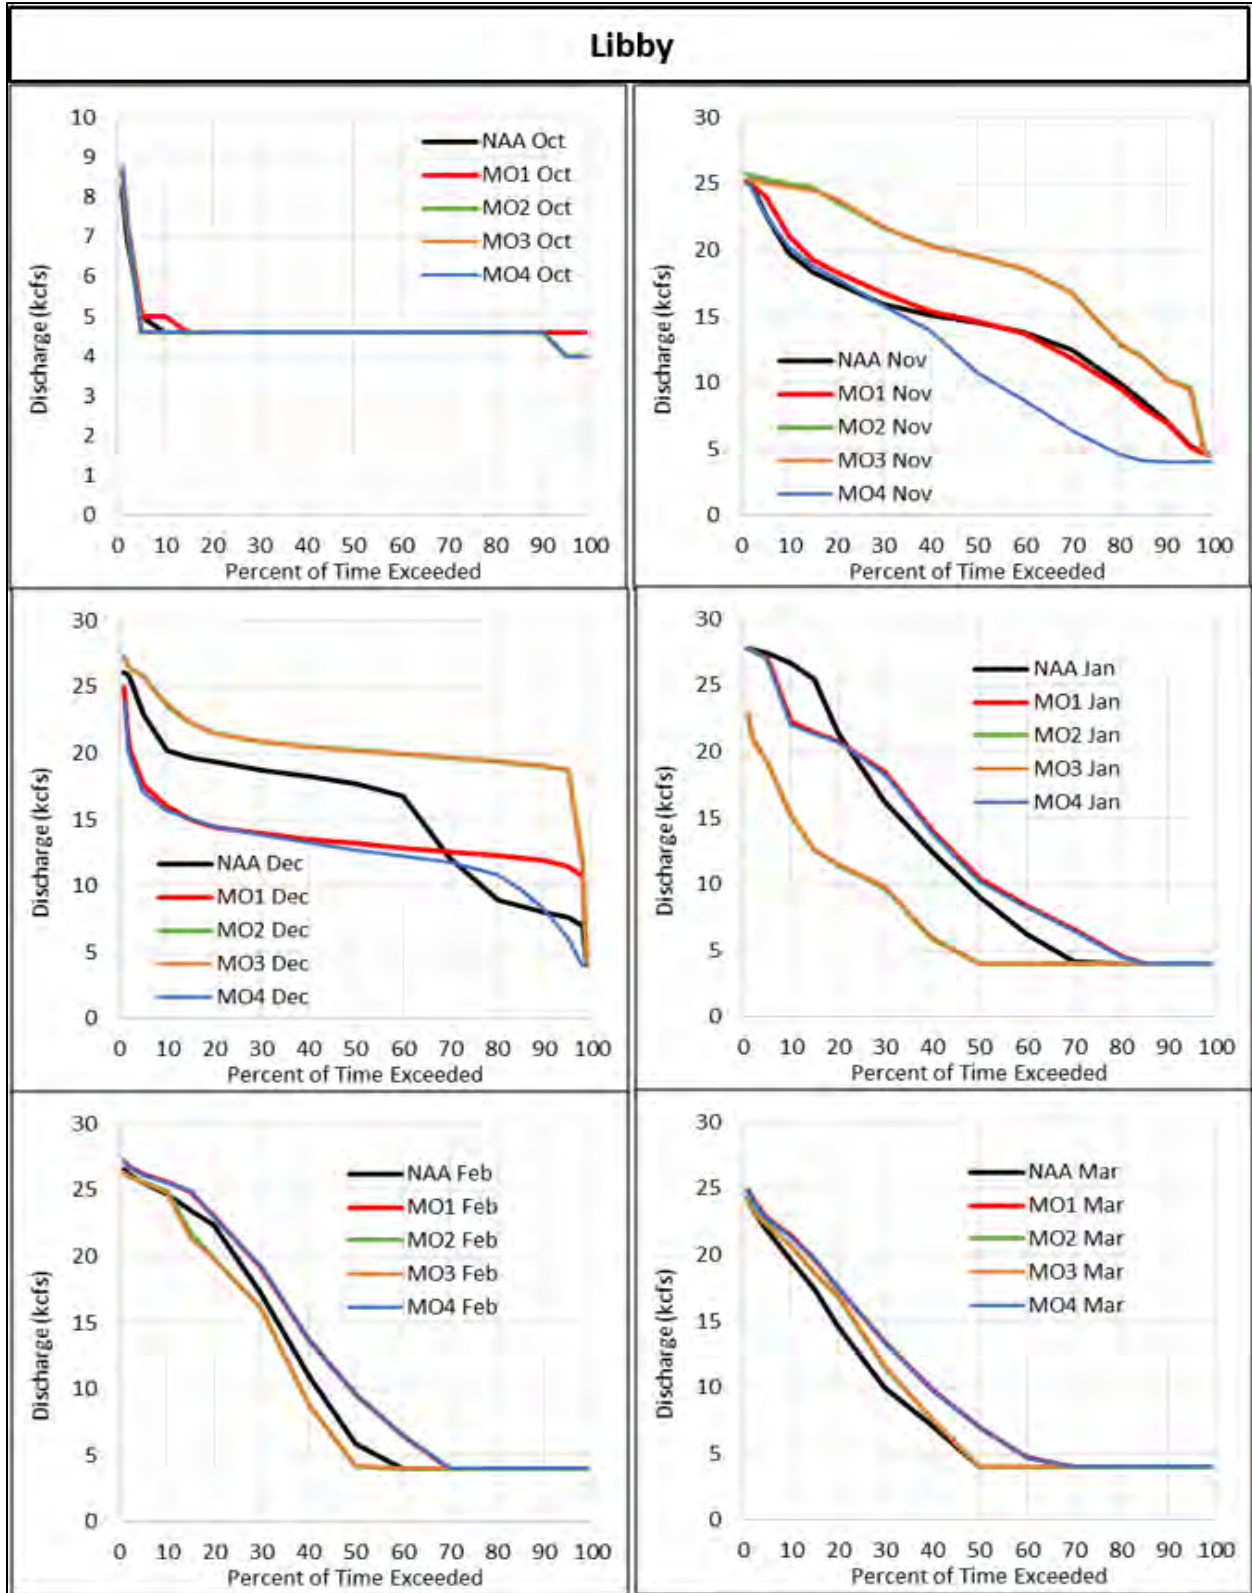 Libby
10
9
8
7
6
5
4
3
2
1
0
Discharge (kcfs)
NAA Oct
MO1 Oct
MO2 Oct
MO3 Oct
MO4 Oct
0 10 20 30 40 50 60 70 80 90 100
Percent of Time Exceeded
30
25
20
15
10
5
0
Discharge (kcfs)
NAA Nov
MO1 Nov
MO2 Nov
MO3 Nov
MO4 Nov
0 10 20 30 40 50 60 70 80 90 100
Percent of Time Exceeded
30
25
20
15
10
5
0
Discharge (kcfs)
NAA Dec
MO1 Dec
MO2 Dec
MO3 Dec
MO4 Dec
0 10 20 30 40 50 60 70 80 90 100
Percent of Time Exceeded
30
25
20
15
10
5
0
Discharge (kcfs)
NAA Jan
MO1 Jan
MO2 Jan
MO3 Jan
MO4 Jan
0 10 20 30 40 50 60 70 80 90 100
Percent of Time Exceeded
30
25
20
15
10
5
0
Discharge (kcfs)
NAA Feb
MO1 Feb
MO2 Feb
MO3 Feb
MO4 Feb
0 10 20 30 40 50 60 70 80 90 100
Percent of Time Exceeded
30
25
20
15
10
5
0
Discharge (kcfs)
NAA Mar
MO1 Mar
MO2 Mar
MO3 Mar
MO4 Mar
0 10 20 30 40 50 60 70 80 90 100
Percent of Time Exceeded